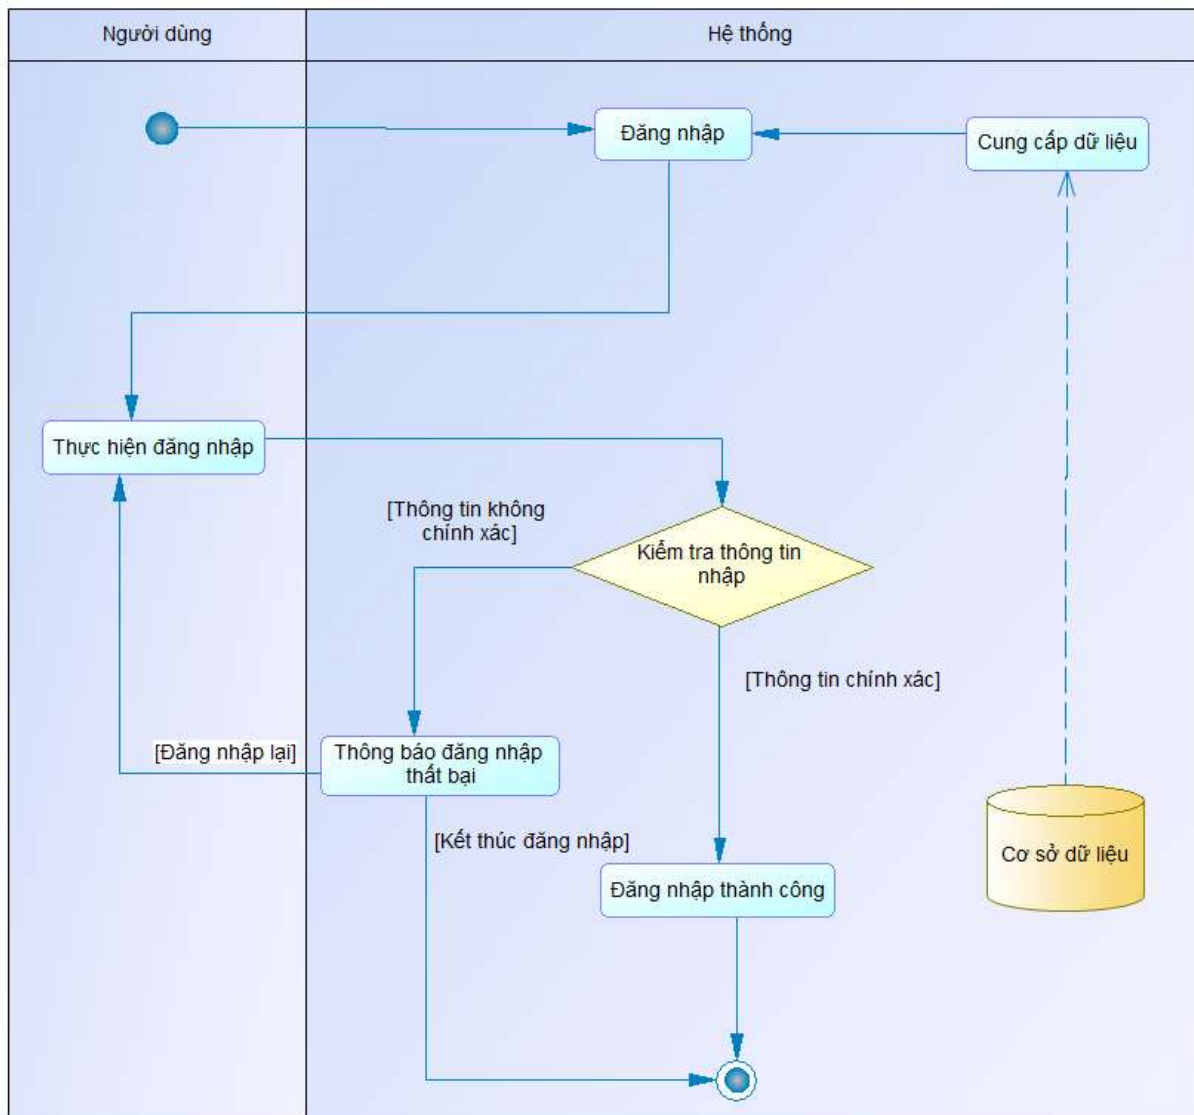 Người dùng
Hệ thống
Đăng nhập
Cung cấp dữ liệu
Thực hiện đăng nhập
[Thông tin không
chính xác]
Kiểm tra thông tin
nhập
[Thông tin chính xác]
[Đăng nhập lại]
Thông báo đăng nhập
thất bại
[Kết thúc đăng nhập]
Cơ sở dữ liệu
Đăng nhập thành công